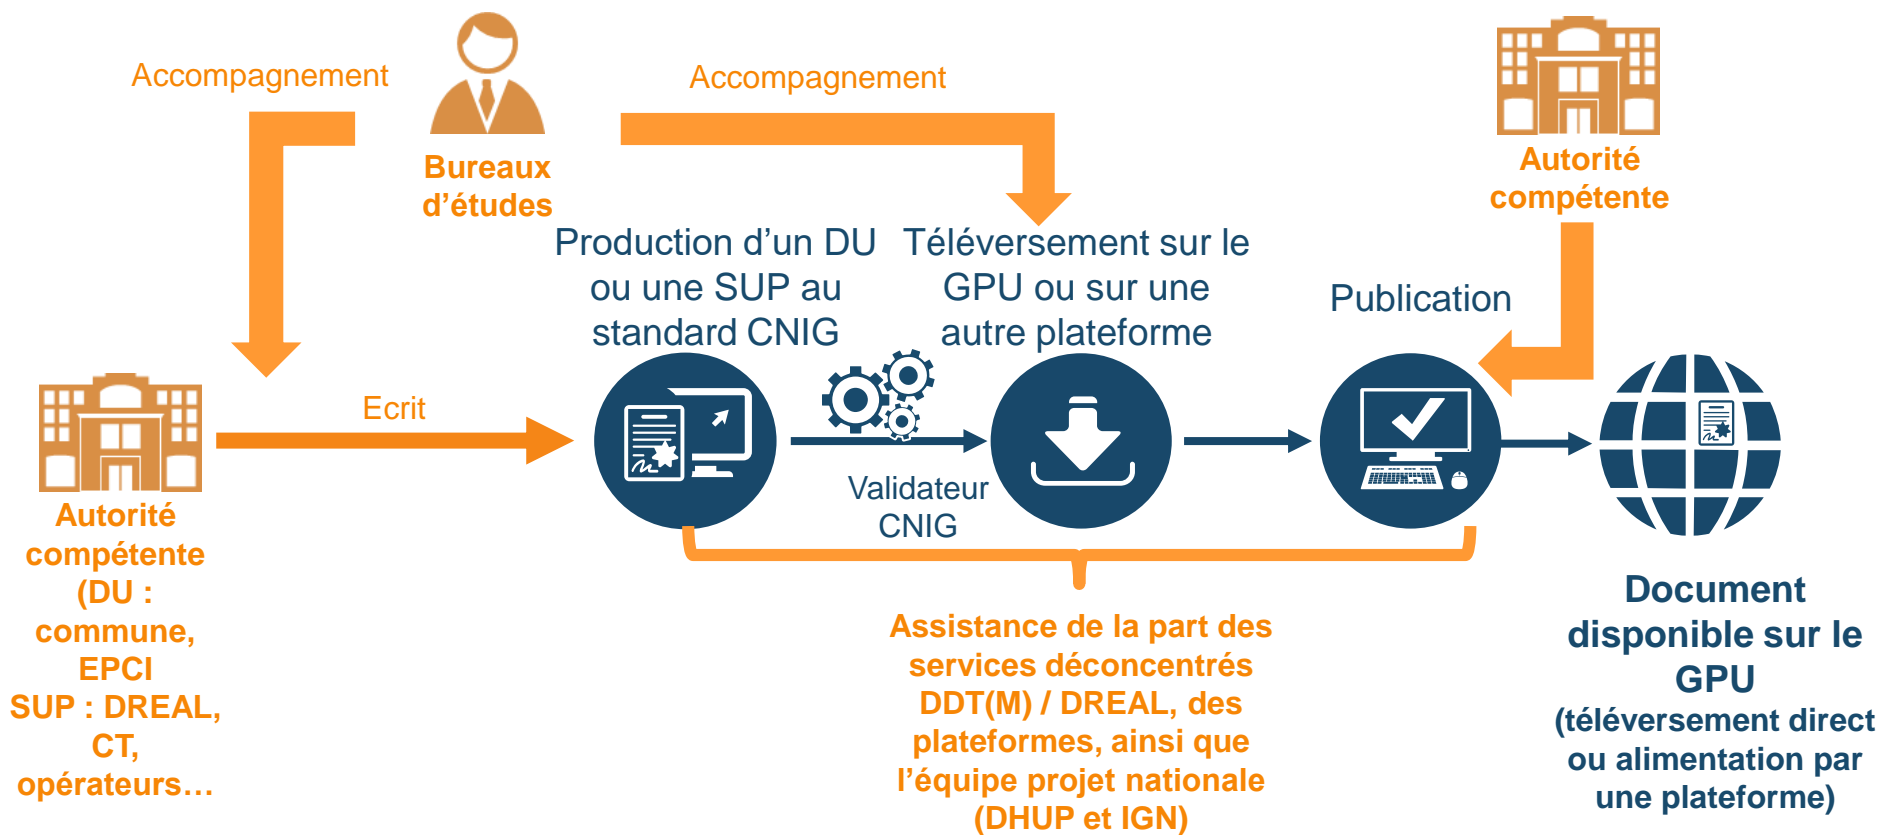 Accompagnement
Accompagnement
Bureaux
d’études
Autorité
compétente
Production d’un DU
ou une SUP au
standard CNIG
Téléversement sur le
GPU ou sur une
autre plateforme
Publication
Ecrit
Validateur
CNIG
Autorité
compétente
(DU :
commune,
EPCI
SUP : DREAL,
CT,
opérateurs…
Assistance de la part des
services déconcentrés
DDT(M) / DREAL, des
plateformes, ainsi que
l’équipe projet nationale
(DHUP et IGN)
Document
disponible sur le
GPU
(téléversement direct
ou alimentation par
une plateforme)